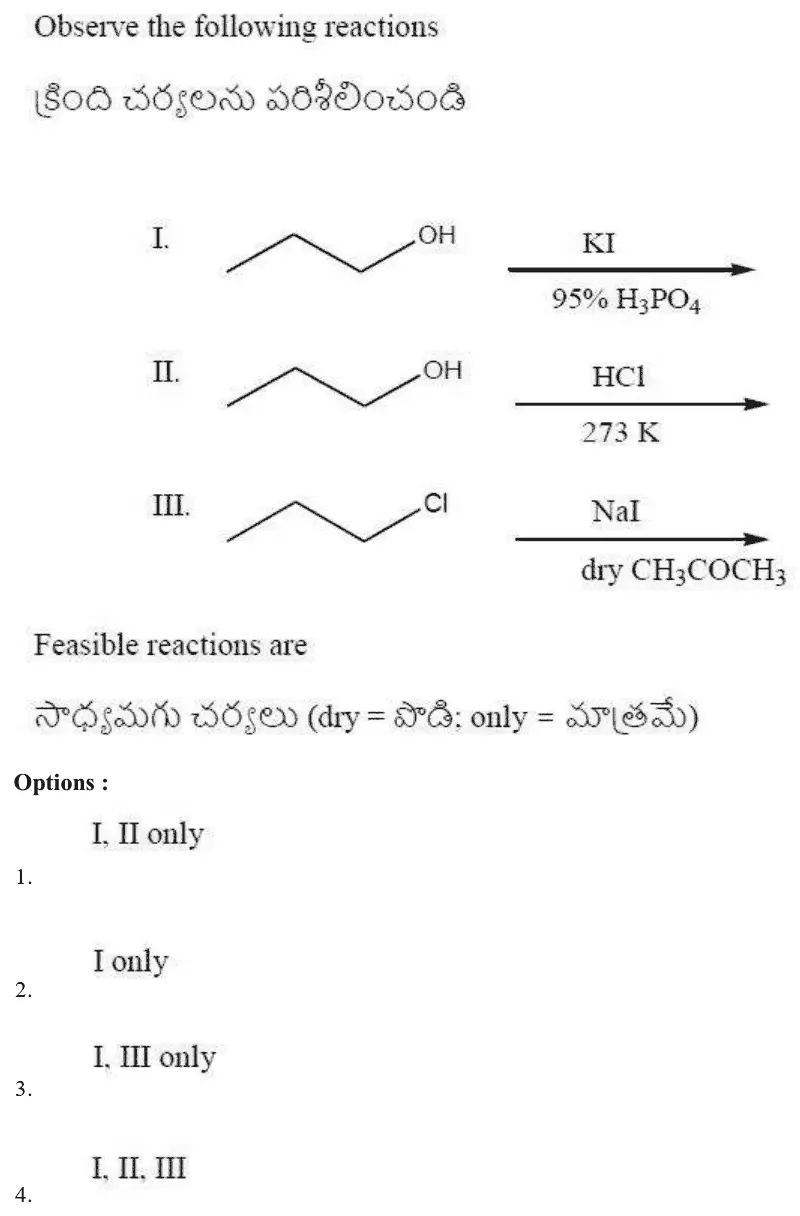 Observe the following reactions
క్రింది చర్యలను పరిశీలించండి
I. OH KI
95% H₃PO₄
II. OH HCl
273 K
III. Cl NaI
dry CH₃COCH₃
Feasible reactions are
సాధ్యమగు చర్యలు (dry = పొడి; only = మాత్రమే)
Options :
I, II only
1.
I only
2.
I, III only
3.
I, II, III
4.